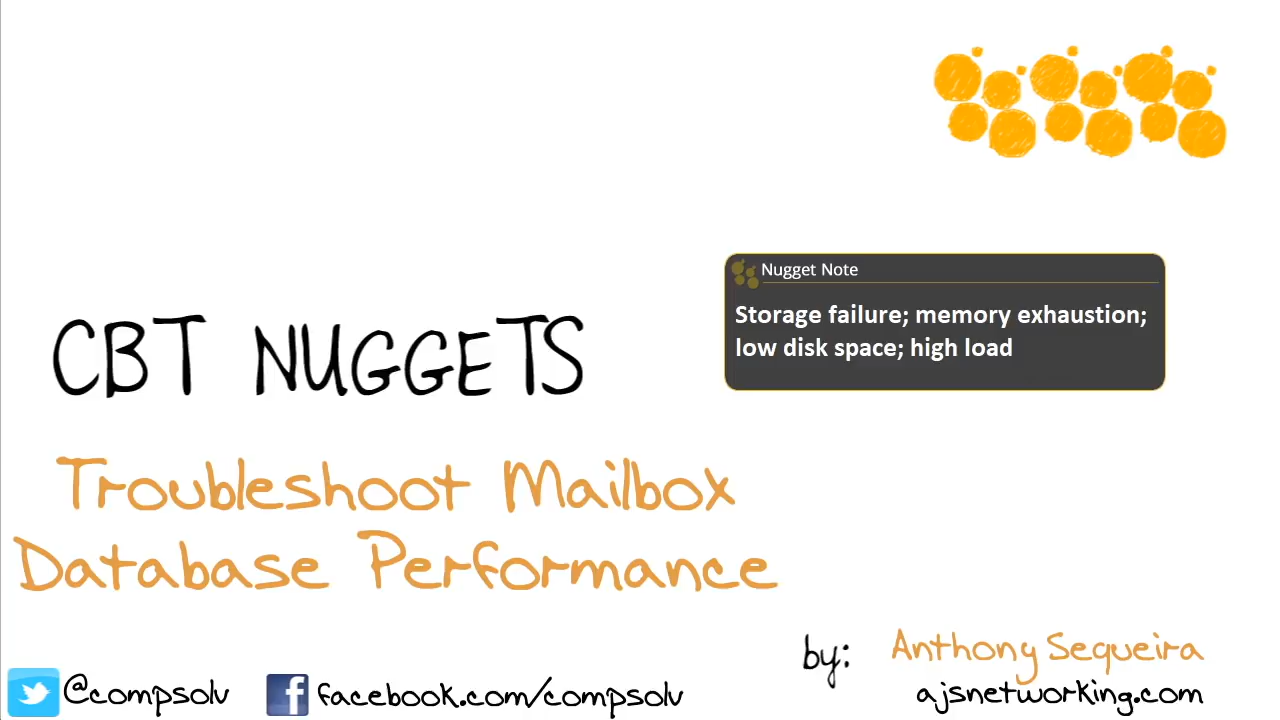 Nugget Note
Storage failure; memory exhaustion;
low disk space; high load
CBT NUGGETS
Troubleshoot Mailbox
Database Performance
by: Anthony Sequeira
@compsolv facebook.com/compsolv ajsnetworking.com